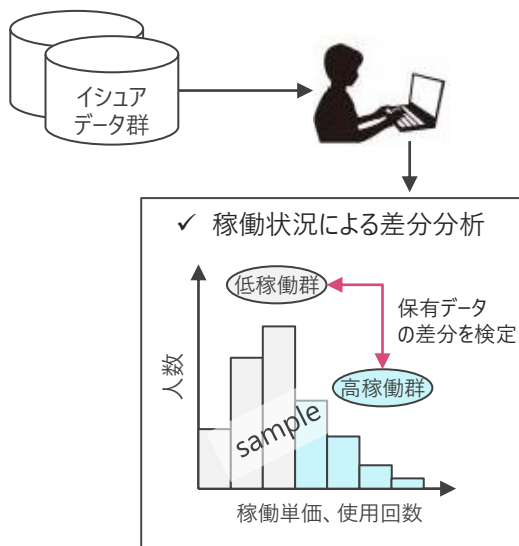 イシュア
データ群
✓ 稼働状況による差分分析
低稼働群
保有データ
の差分を検定
高稼働群
人数
sample
稼働単価、使用回数